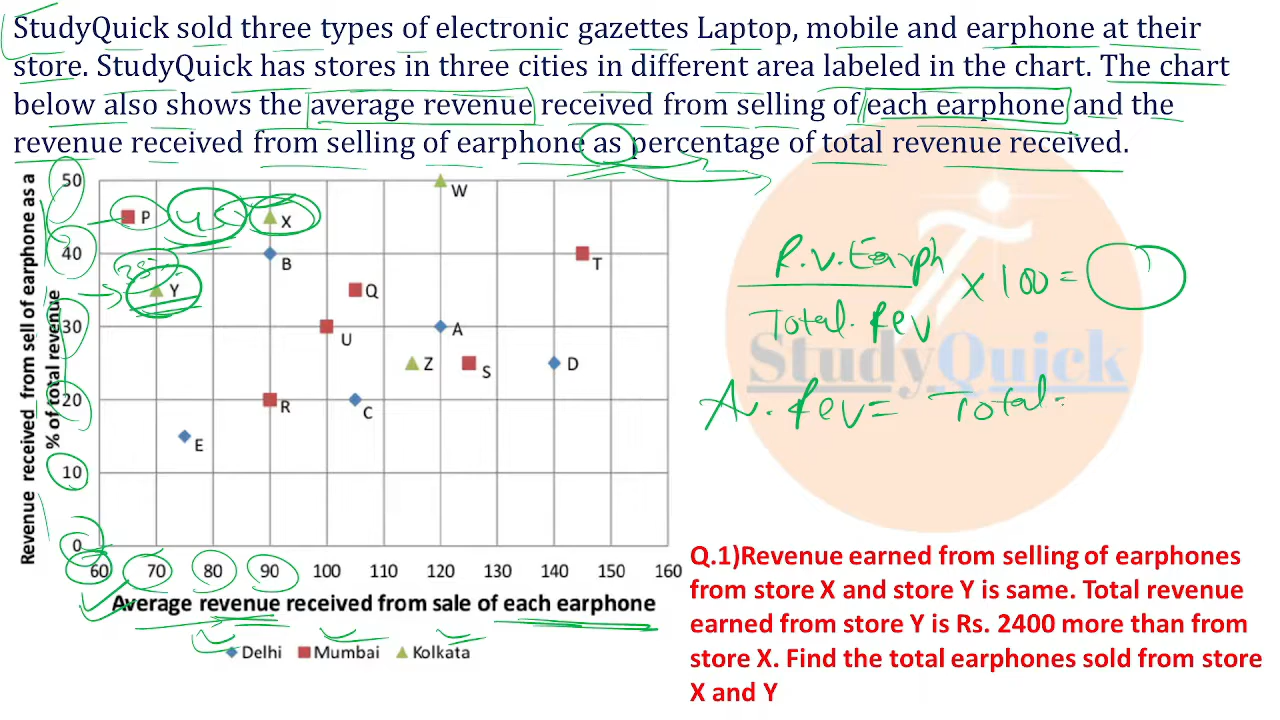 StudyQuick sold three types of electronic gazettes Laptop, mobile and earphone at their
store. StudyQuick has stores in three cities in different area labeled in the chart. The chart
below also shows the average revenue received from selling of each earphone and the
revenue received from selling of earphone as percentage of total revenue received.
Revenue received from sell of earphone as a
% of total revenue
50
40
30
20
10
0
W
P
45
X
B
T
35
Y
Q
U
A
Z
S
D
R
C
E
60 70 80 90 100 110 120 130 140 150 160
Average revenue received from sale of each earphone
Delhi Mumbai Kolkata
R.v.Earph
Total. Rev
X 100 =
StudyQuick
Av. Rev = Total
Q.1)Revenue earned from selling of earphones
from store X and store Y is same. Total revenue
earned from store Y is Rs. 2400 more than from
store X. Find the total earphones sold from store
X and Y